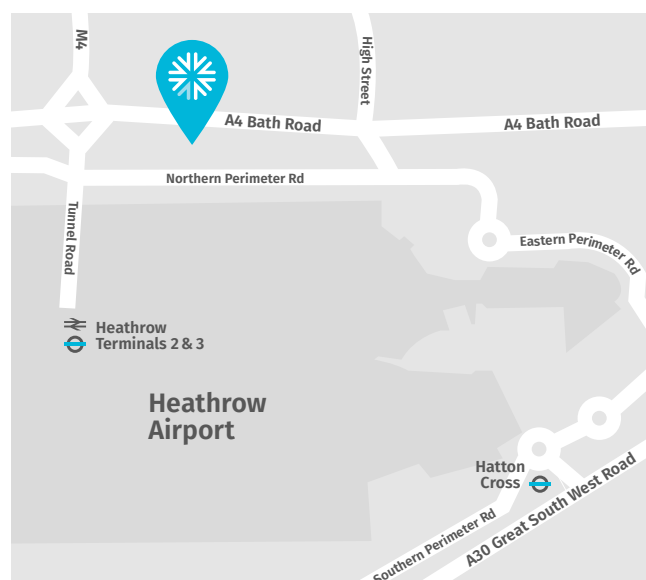 M4
High Street
A4 Bath Road
A4 Bath Road
Northern Perimeter Rd
Tunnel Road
Eastern Perimeter Rd
Heathrow
Terminals 2 & 3
Heathrow
Airport
Hatton
Cross
A30 Great South West Road
Southern Perimeter Rd